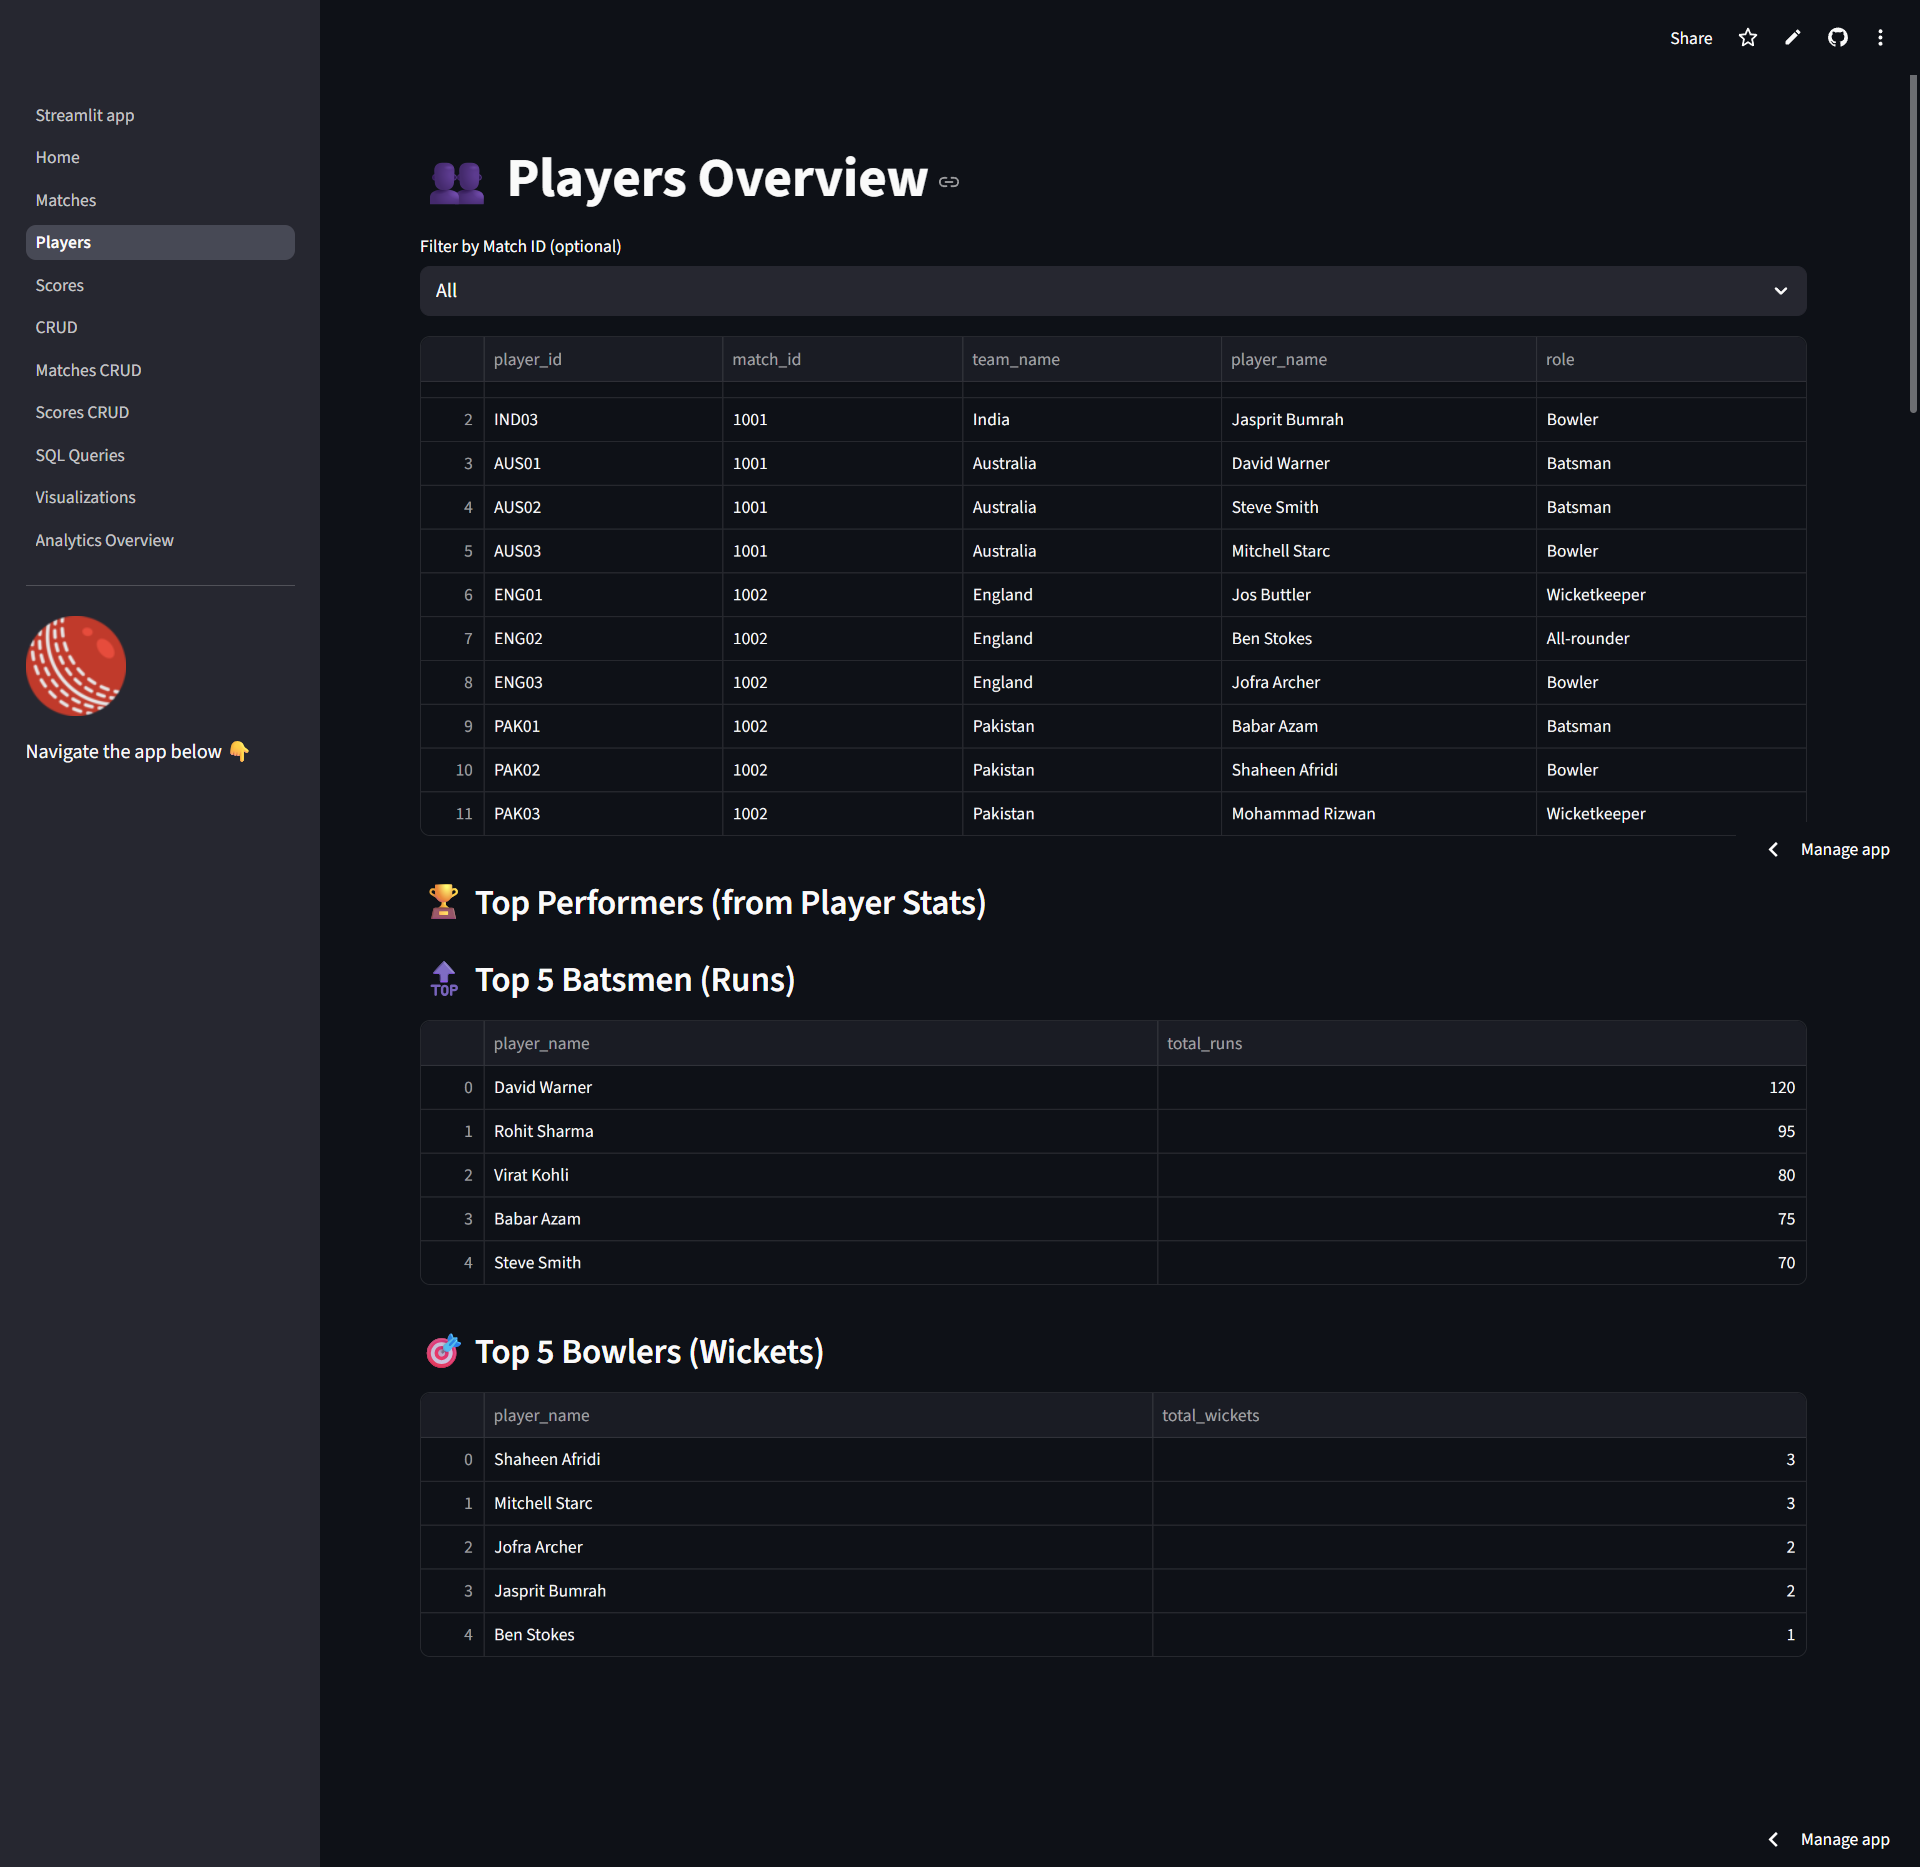 Share
Streamlit app
Home
Matches
Players
Scores
CRUD
Matches CRUD
Scores CRUD
SQL Queries
Visualizations
Analytics Overview
Navigate the app below
Players Overview
Filter by Match ID (optional)
All
player_id match_id team_name player_name role
2 IND03 1001 India Jasprit Bumrah Bowler
3 AUS01 1001 Australia David Warner Batsman
4 AUS02 1001 Australia Steve Smith Batsman
5 AUS03 1001 Australia Mitchell Starc Bowler
6 ENG01 1002 England Jos Buttler Wicketkeeper
7 ENG02 1002 England Ben Stokes All-rounder
8 ENG03 1002 England Jofra Archer Bowler
9 PAK01 1002 Pakistan Babar Azam Batsman
10 PAK02 1002 Pakistan Shaheen Afridi Bowler
11 PAK03 1002 Pakistan Mohammad Rizwan Wicketkeeper
Manage app
Top Performers (from Player Stats)
TOP Top 5 Batsmen (Runs)
player_name total_runs
0 David Warner 120
1 Rohit Sharma 95
2 Virat Kohli 80
3 Babar Azam 75
4 Steve Smith 70
Top 5 Bowlers (Wickets)
player_name total_wickets
0 Shaheen Afridi 3
1 Mitchell Starc 3
2 Jofra Archer 2
3 Jasprit Bumrah 2
4 Ben Stokes 1
Manage app